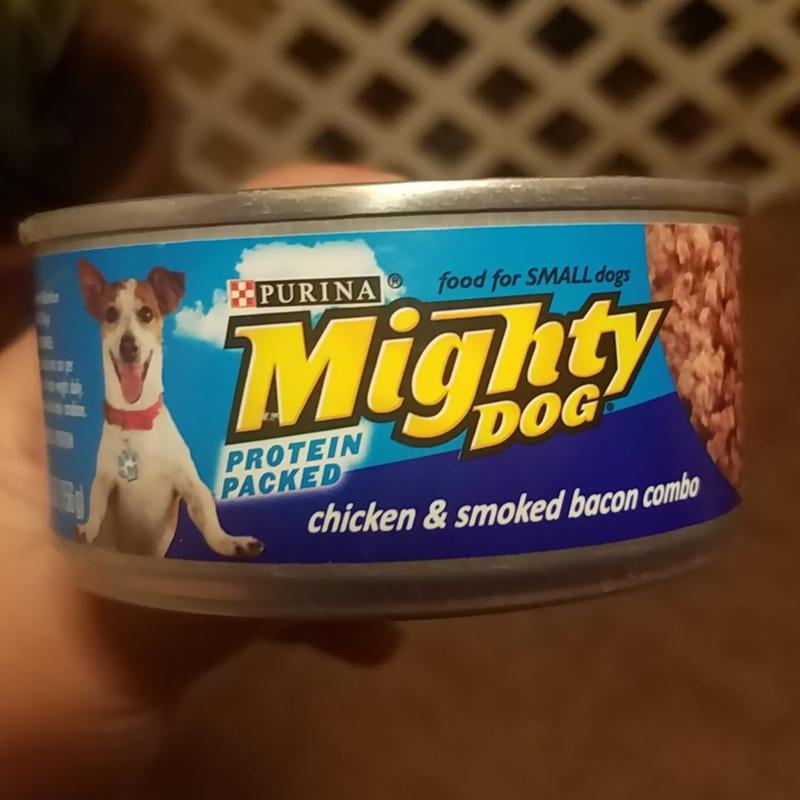 PURINA®
food for SMALL dogs
Mighty
DOG®
PROTEIN
PACKED
chicken & smoked bacon combo